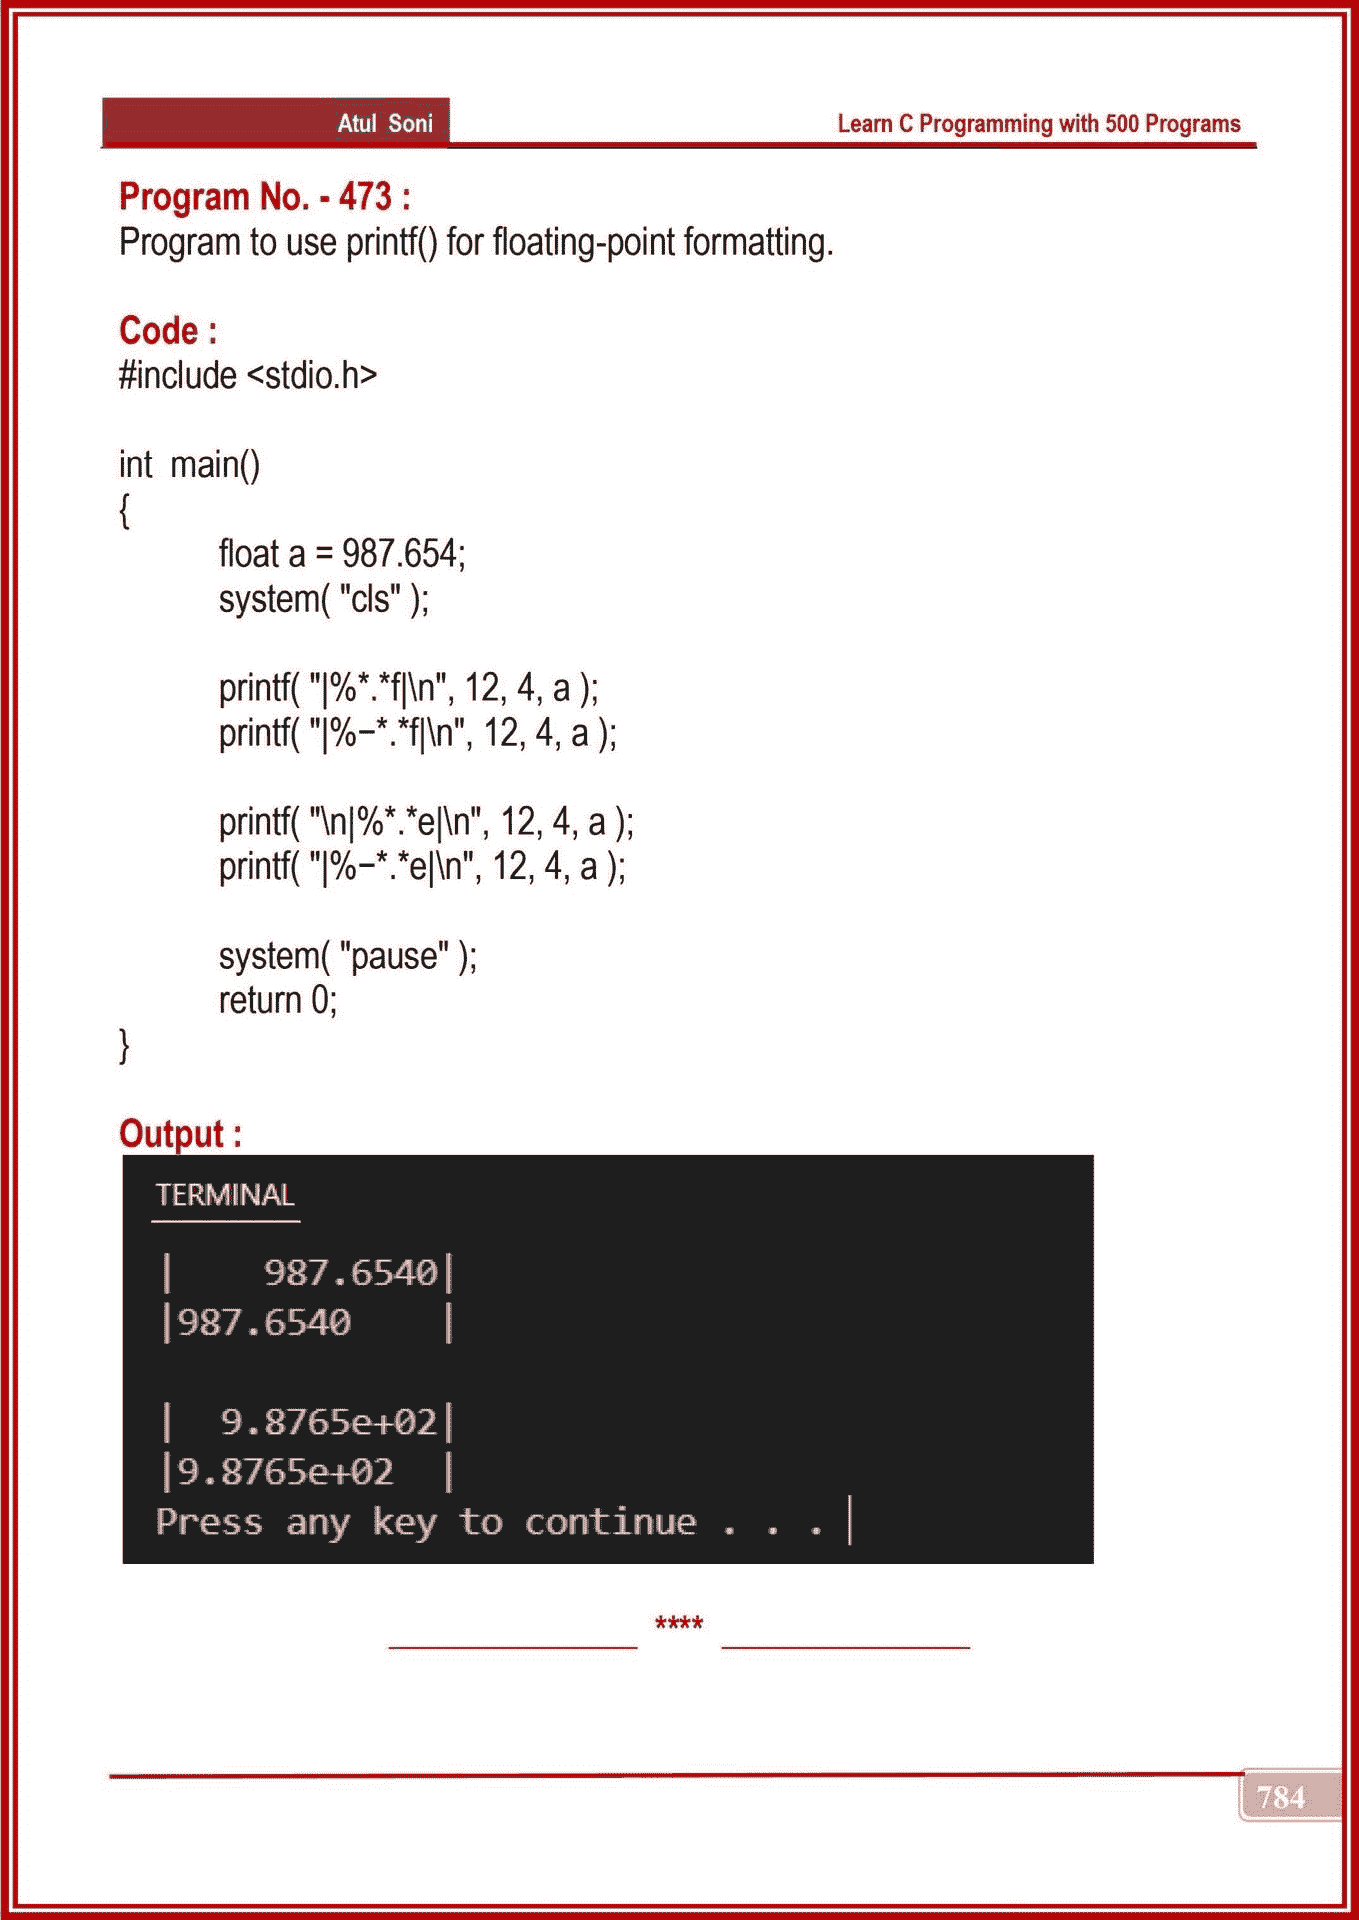 Atul  Soni
Learn C Programming with 500 Programs
Program No. - 473 :
Program to use printf() for floating-point formatting.
Code :
#include <stdio.h>
int  main()
{
float a = 987.654;
system( "cls" );
printf( "|%*.*f|\n", 12, 4, a );
printf( "|%−*.*f|\n", 12, 4, a );
printf( "\n|%*.*e|\n", 12, 4, a );
printf( "|%−*.*e|\n", 12, 4, a );
system( "pause" );
return 0;
}
Output :
TERMINAL
|    987.6540|
|987.6540    |
|  9.8765e+02|
|9.8765e+02  |
Press any key to continue . . .
****
784